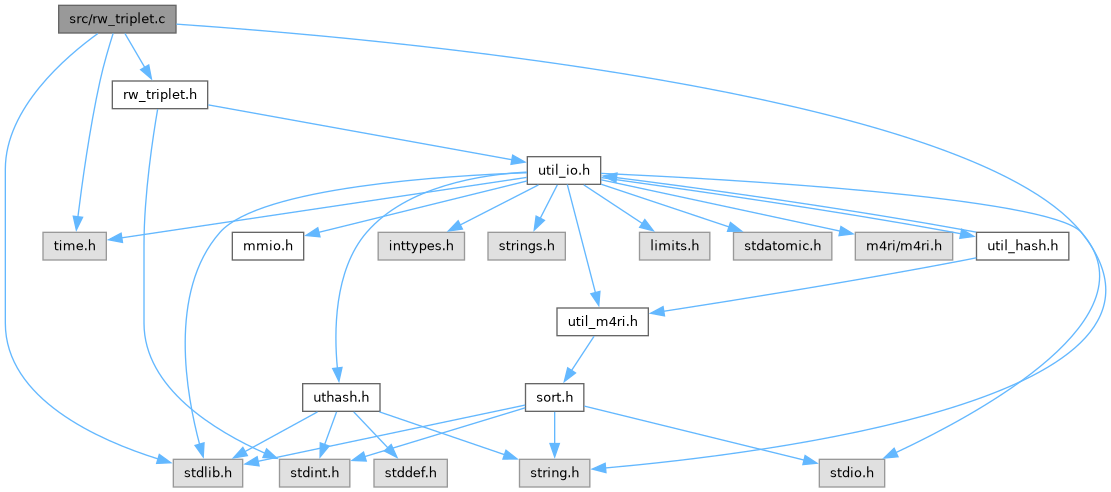 src/rw_triplet.c
rw_triplet.h
util_io.h
time.h
mmio.h
inttypes.h
strings.h
limits.h
stdatomic.h
m4ri/m4ri.h
util_hash.h
util_m4ri.h
uthash.h
sort.h
stdlib.h
stdint.h
stddef.h
string.h
stdio.h